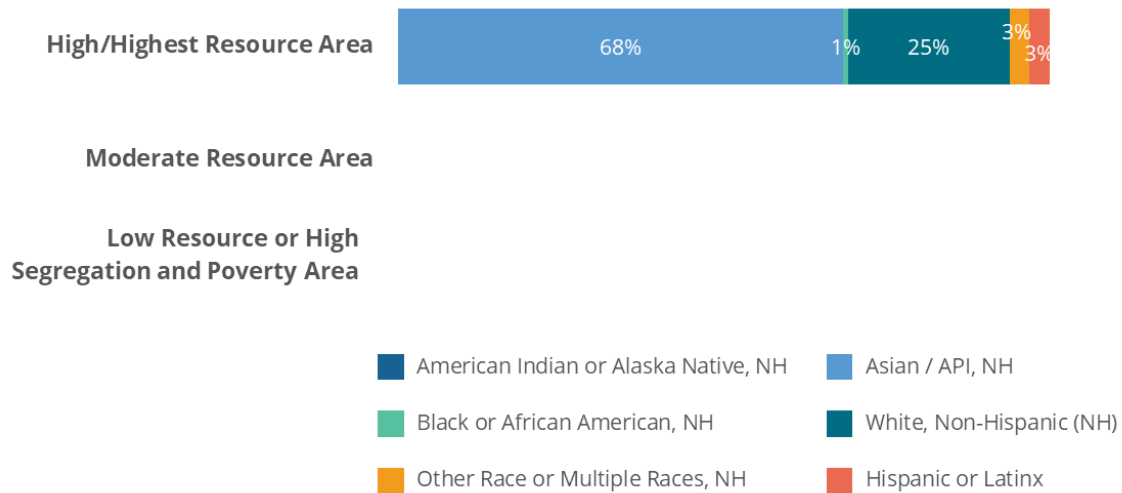 High/Highest Resource Area
68%
1%
25%
3%
3%
Moderate Resource Area
Low Resource or High
Segregation and Poverty Area
American Indian or Alaska Native, NH
Asian / API, NH
Black or African American, NH
White, Non-Hispanic (NH)
Other Race or Multiple Races, NH
Hispanic or Latinx